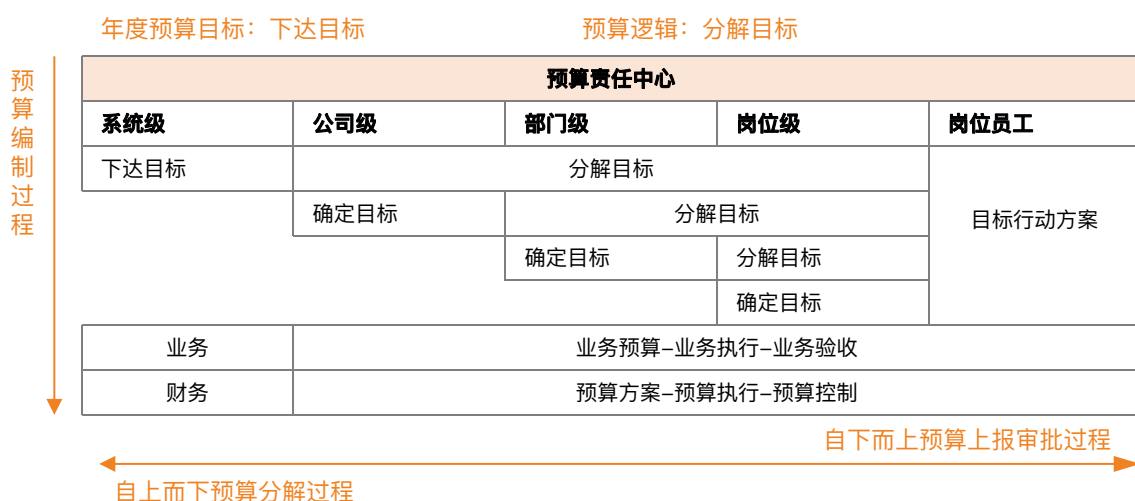 年度预算目标：下达目标
预算逻辑：分解目标
预算编制过程
预算责任中心
系统级
公司级
部门级
岗位级
岗位员工
下达目标
分解目标
确定目标
分解目标
目标行动方案
确定目标
分解目标
确定目标
业务
业务预算–业务执行–业务验收
财务
预算方案–预算执行–预算控制
自下而上预算上报审批过程
自上而下预算分解过程